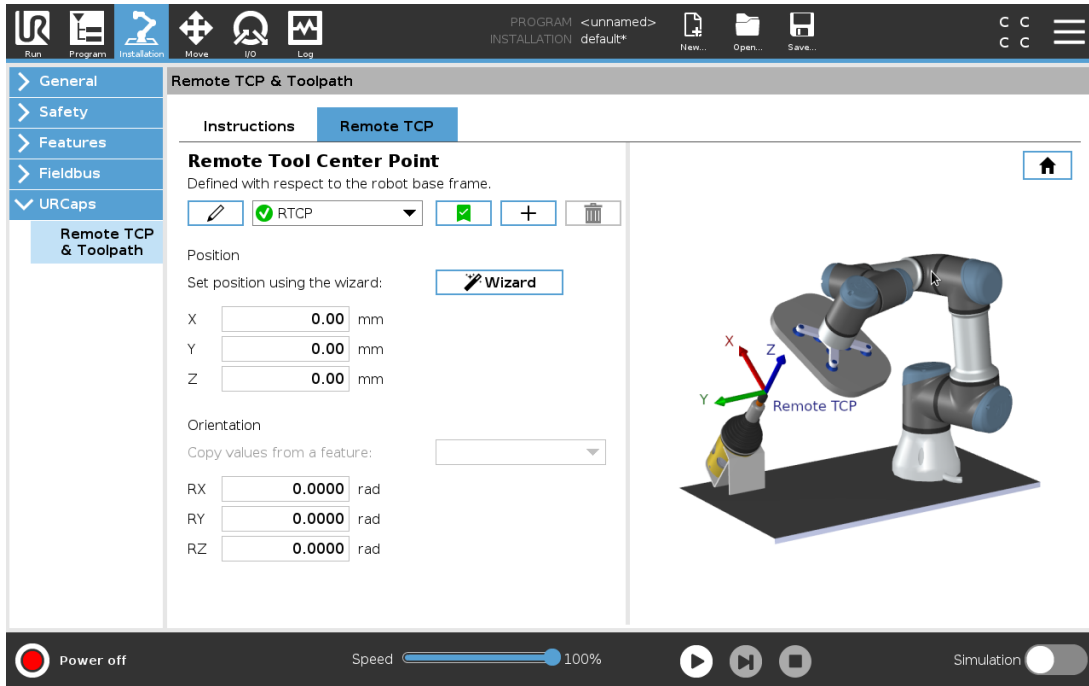 PROGRAM <unnamed>
INSTALLATION default*
C C
C C
UR
Run
Program
Installation
Move
I/O
Log
New...
Open...
Save...
General
Safety
Features
Fieldbus
URCaps
Remote TCP
& Toolpath
Remote TCP & Toolpath
Instructions
Remote TCP
Remote Tool Center Point
Defined with respect to the robot base frame.
RTCP
Position
Set position using the wizard:
Wizard
X 0.00 mm
Y 0.00 mm
Z 0.00 mm
Orientation
Copy values from a feature:
RX 0.0000 rad
RY 0.0000 rad
RZ 0.0000 rad
X
Z
Y
Remote TCP
Power off
Speed
100%
Simulation